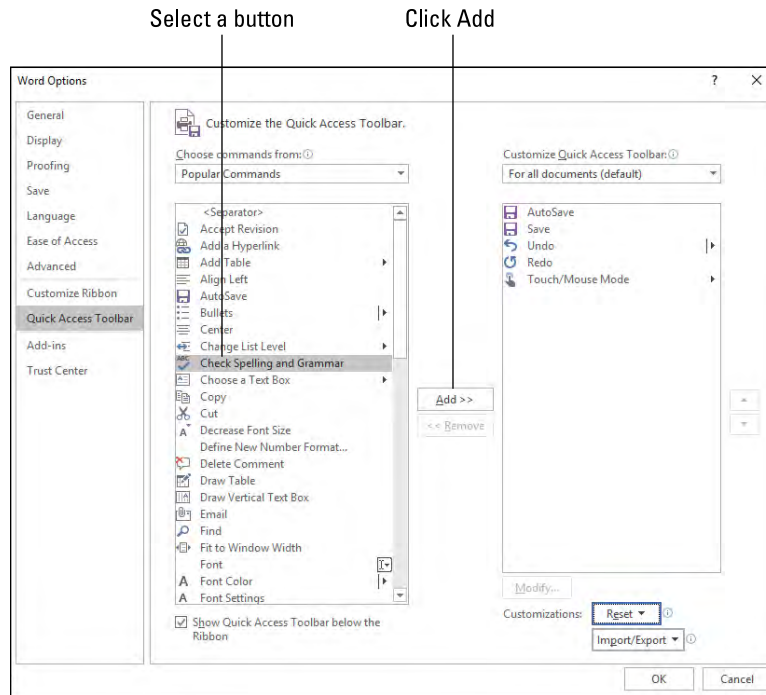 Select a button
Click Add
Word Options
?
General
Display
Proofing
Save
Language
Ease of Access
Advanced
Customize Ribbon
Quick Access Toolbar
Add-ins
Trust Center
Customize the Quick Access Toolbar.
Choose commands from:
Popular Commands
<Separator>
Accept Revision
Add a Hyperlink
Add Table
Align Left
AutoSave
Bullets
Center
Change List Level
Check Spelling and Grammar
Choose a Text Box
Copy
Cut
Decrease Font Size
Define New Number Format...
Delete Comment
Draw Table
Draw Vertical Text Box
Email
Find
Fit to Window Width
Font
Font Color
Font Settings
Show Quick Access Toolbar below the
Ribbon
Add >>
<< Remove
Customize Quick Access Toolbar:
For all documents (default)
AutoSave
Save
Undo
Redo
Touch/Mouse Mode
Modify...
Customizations:
Reset
Import/Export
OK
Cancel